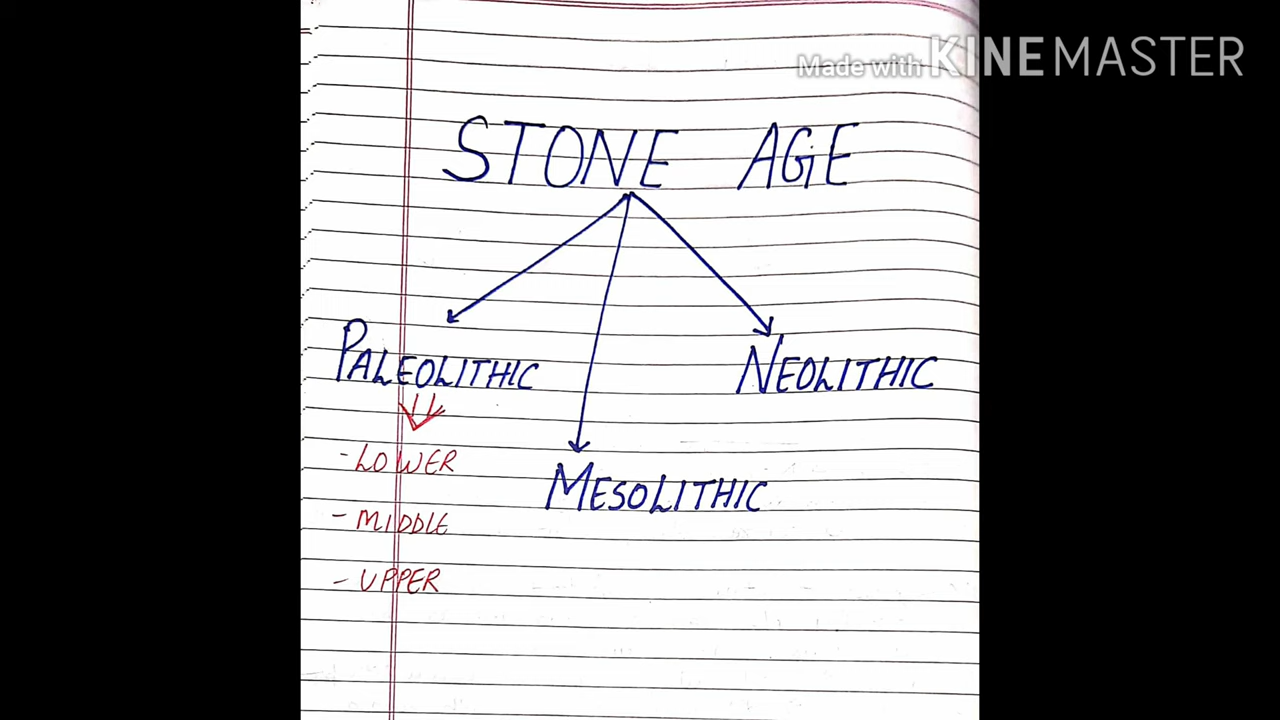 Made with KINEMASTER
STONE AGE
PALEOLITHIC
NEOLITHIC
- LOWER
MESOLITHIC
- MIDDLE
- UPPER